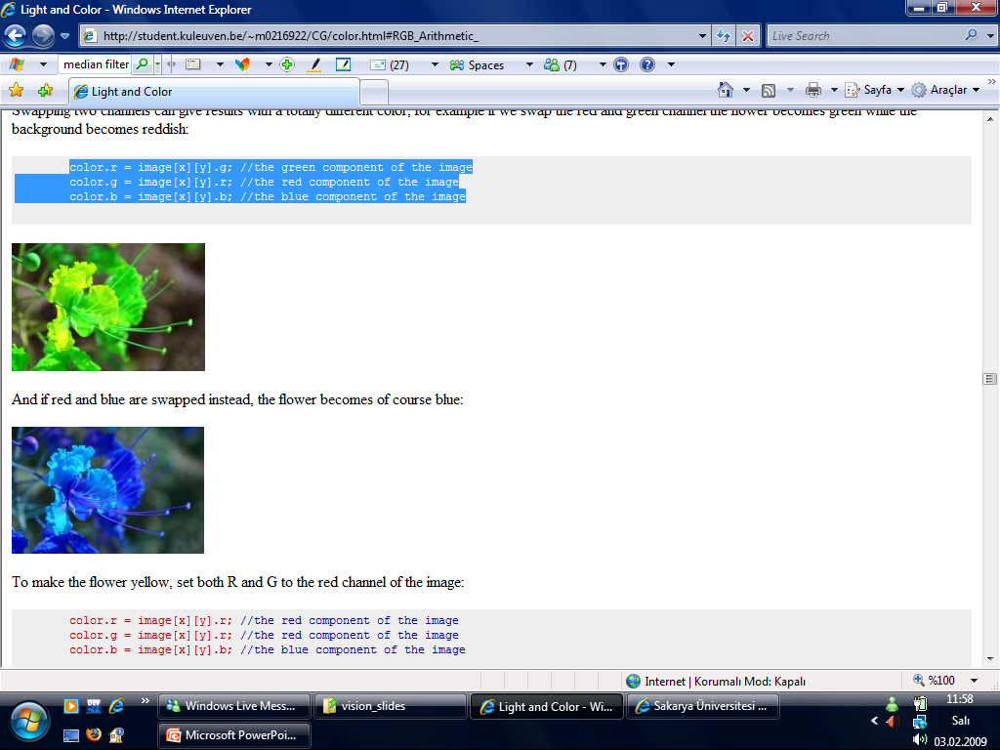 Light and Color - Windows Internet Explorer
http://student.kuleuven.be/~m0216922/CG/color.html#RGB_Arithmetic_
Live Search
median filter
(27)
Spaces
(7)
Light and Color
Sayfa
Araçlar
Swapping two channels can give results with a totally different color, for example if we swap the red and green channel the flower becomes green while the
background becomes reddish:
color.r = image[x][y].g; //the green component of the image
color.g = image[x][y].r; //the red component of the image
color.b = image[x][y].b; //the blue component of the image
And if red and blue are swapped instead, the flower becomes of course blue:
To make the flower yellow, set both R and G to the red channel of the image:
color.r = image[x][y].r; //the red component of the image
color.g = image[x][y].r; //the red component of the image
color.b = image[x][y].b; //the blue component of the image
Internet | Korumalı Mod: Kapalı
%100
Windows Live Mess...
vision_slides
Light and Color - Wi...
Sakarya Üniversitesi ...
11:58
Microsoft PowerPoi...
Salı
03.02.2009